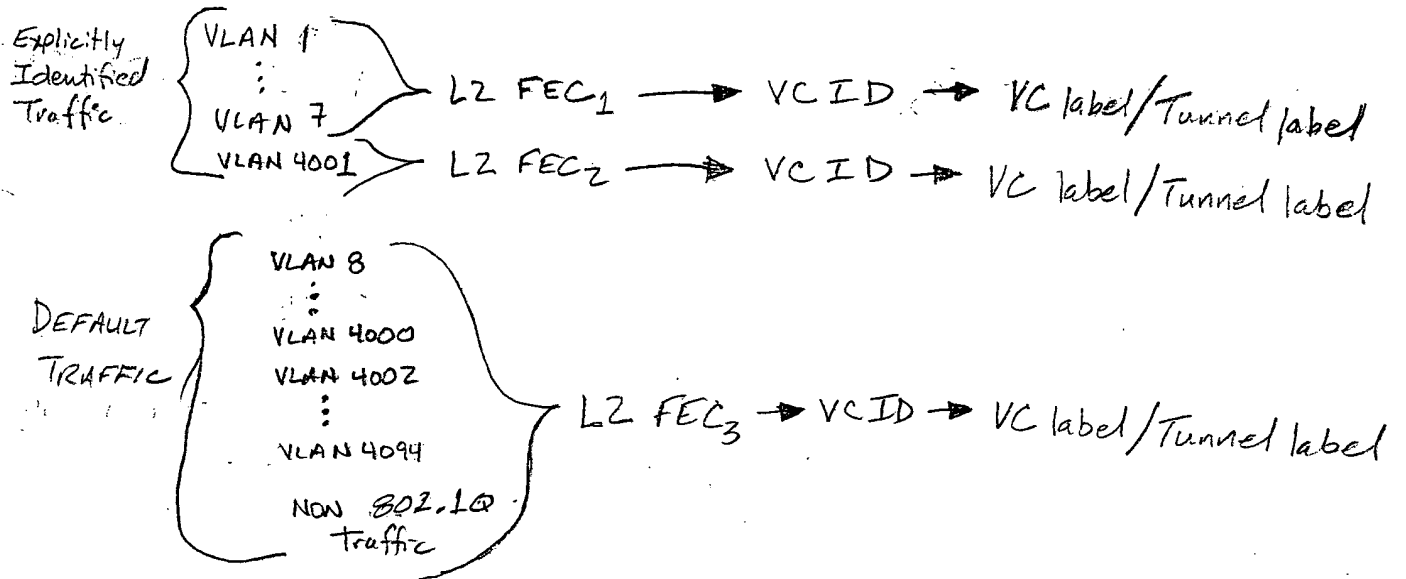 Explicitly
Identified
Traffic
VLAN 1
⋮
VLAN 7
L2 FEC1 → VCID → VC label/Tunnel label
VLAN 4001
L2 FEC2 → VCID → VC label/Tunnel label
DEFAULT
TRAFFIC
VLAN 8
⋮
VLAN 4000
VLAN 4002
⋮
VLAN 4094
NON 802.1Q
Traffic
L2 FEC3 → VCID → VC label/Tunnel label